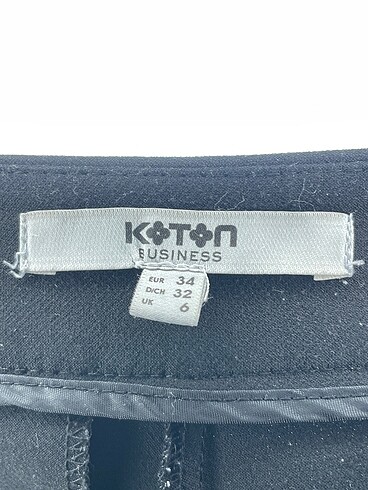 KOTON
BUSINESS
EUR 34
D/CH 32
UK 6